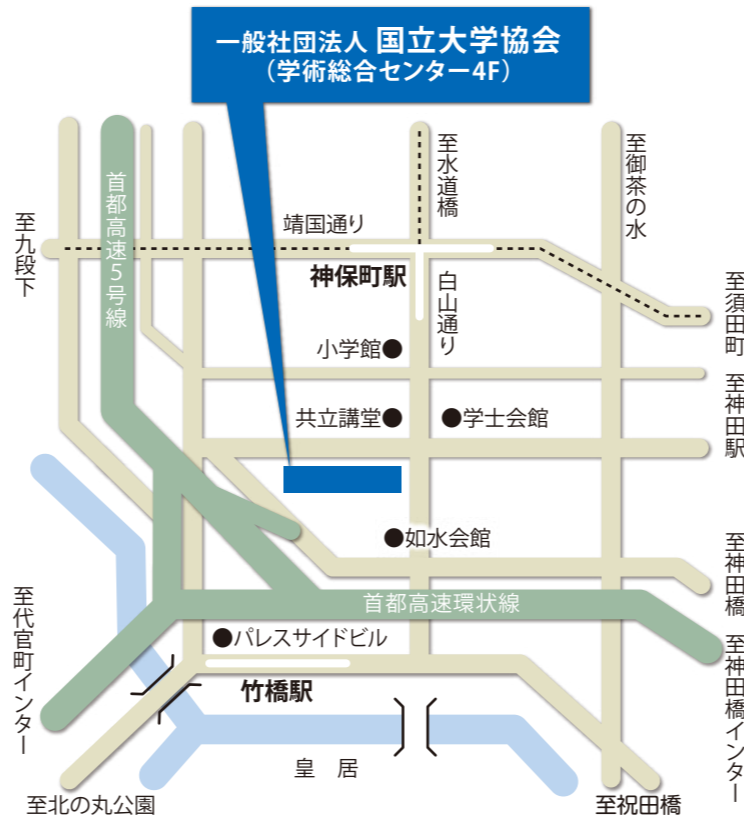 一般社団法人 国立大学協会
（学術総合センター4F）
至水道橋
至御茶の水
首都高速5号線
至九段下
靖国通り
神保町駅
白山通り
至須田町
小学館●
至神田駅
共立講堂●
●学士会館
●如水会館
至神田橋
至代官町インター
首都高速環状線
●パレスサイドビル
至神田橋インター
竹橋駅
皇　居
至北の丸公園
至祝田橋